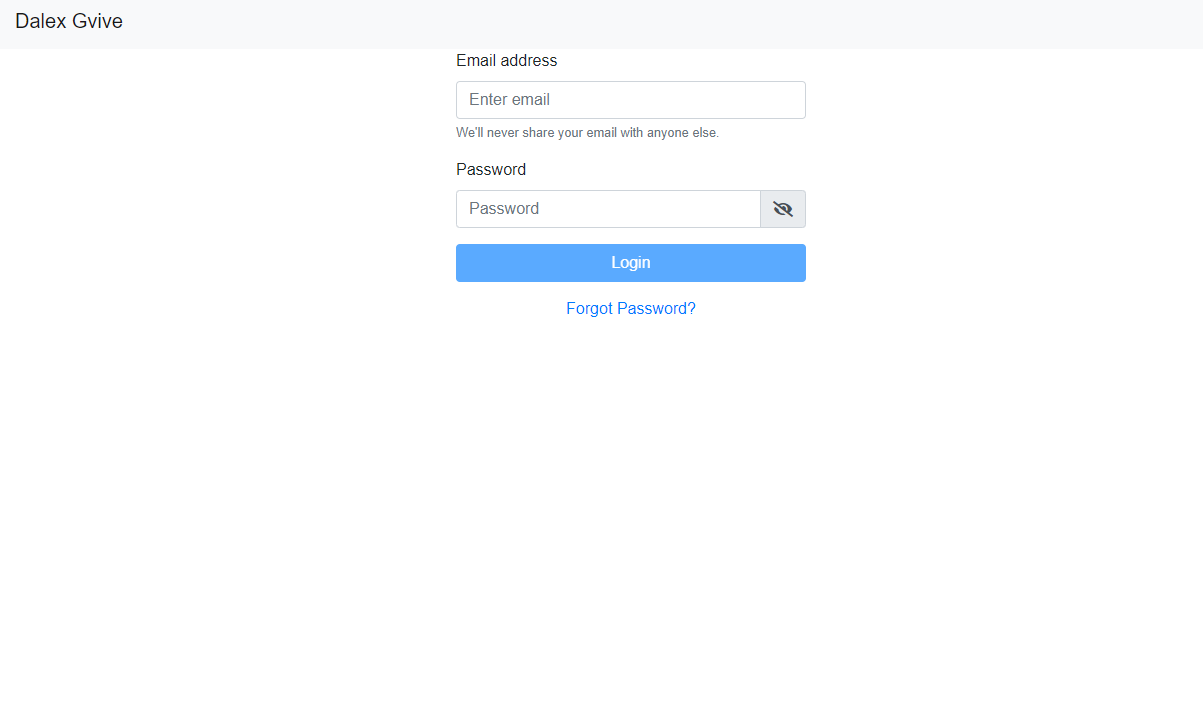 Dalex Gvive
Email address
Enter email
We'll never share your email with anyone else.
Password
Password
Login
Forgot Password?